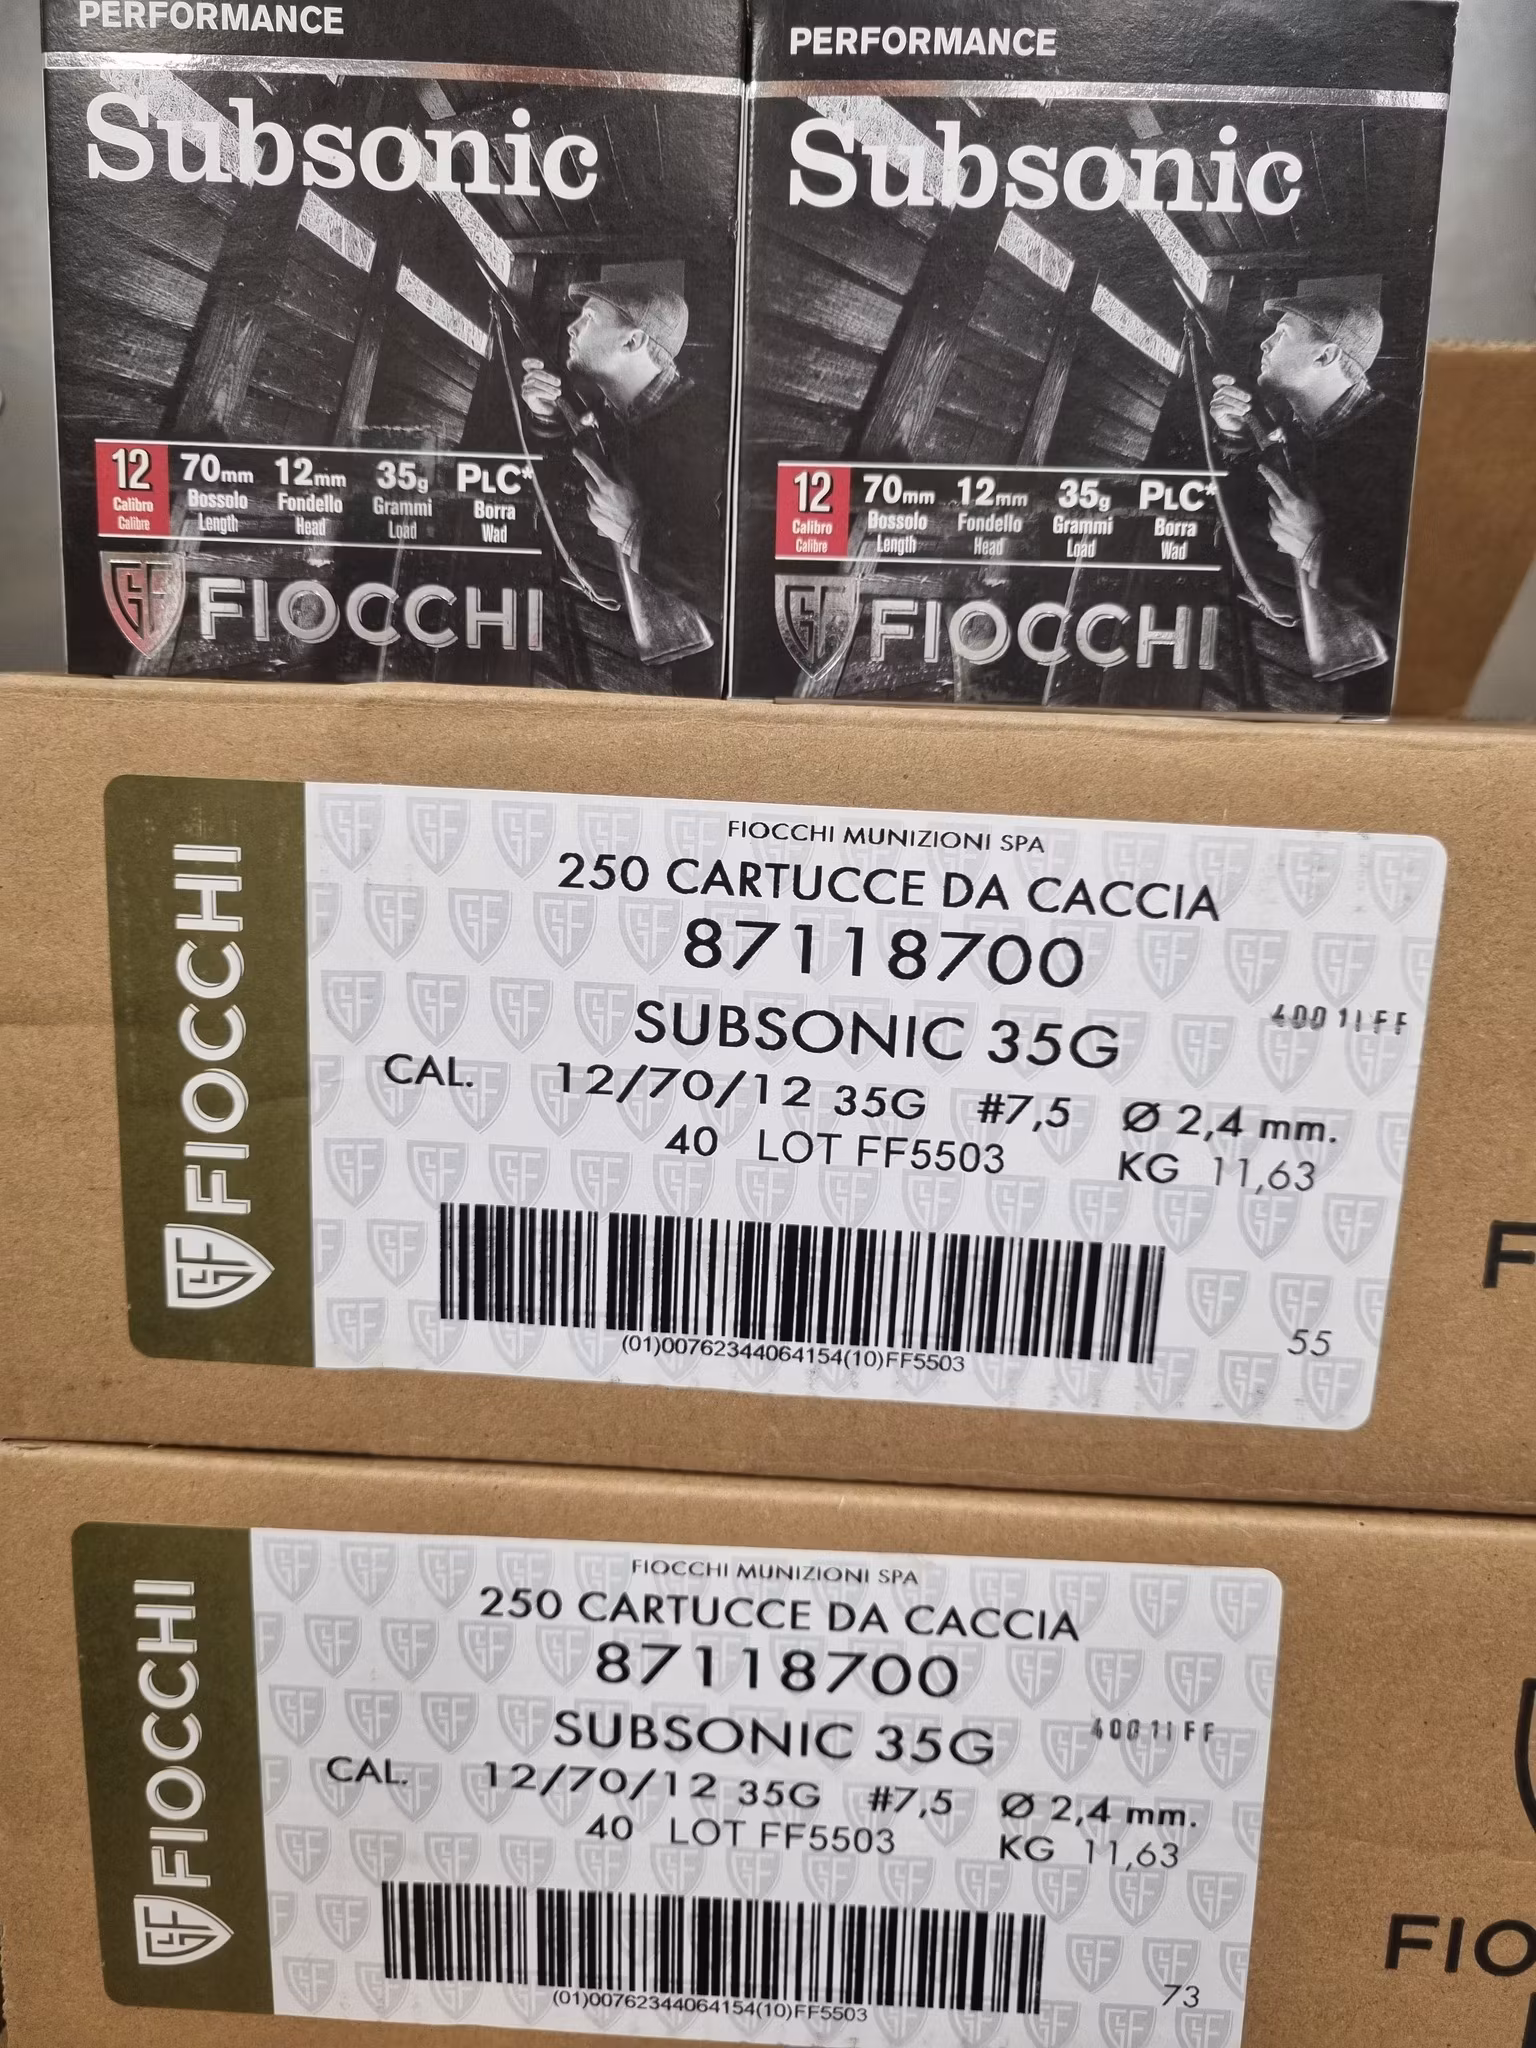 PERFORMANCE
Subsonic
12 70mm 12mm 35g PLC*
Calibro Bossolo Fondello Grammi Borra
Calibre Length Head Load Wad
GF FIOCCHI
PERFORMANCE
Subsonic
12 70mm 12mm 35g PLC*
Calibro Bossolo Fondello Grammi Borra
Calibre Length Head Load Wad
GF FIOCCHI
GF FIOCCHI
FIOCCHI MUNIZIONI SPA
250 CARTUCCE DA CACCIA
87118700
SUBSONIC 35G
40011FF
CAL. 12/70/12 35G #7,5 Ø 2,4 mm.
40 LOT FF5503 KG 11,63
(01)00762344064154(10)FF5503
55
F
GF FIOCCHI
FIOCCHI MUNIZIONI SPA
250 CARTUCCE DA CACCIA
87118700
SUBSONIC 35G
40011FF
CAL. 12/70/12 35G #7,5 Ø 2,4 mm.
40 LOT FF5503 KG 11,63
(01)00762344064154(10)FF5503
73
FIO